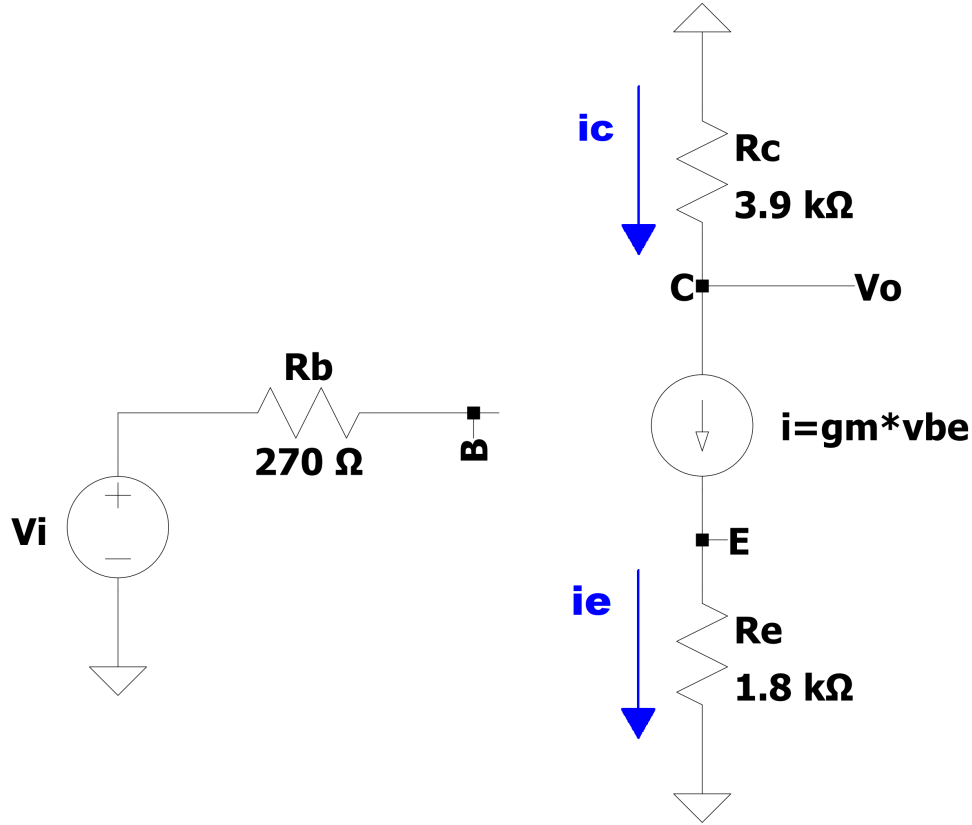 ic
Rc
3.9 kΩ
C
Vo
Rb
270 Ω
B
i=gm*vbe
Vi
+
−
E
ie
Re
1.8 kΩ